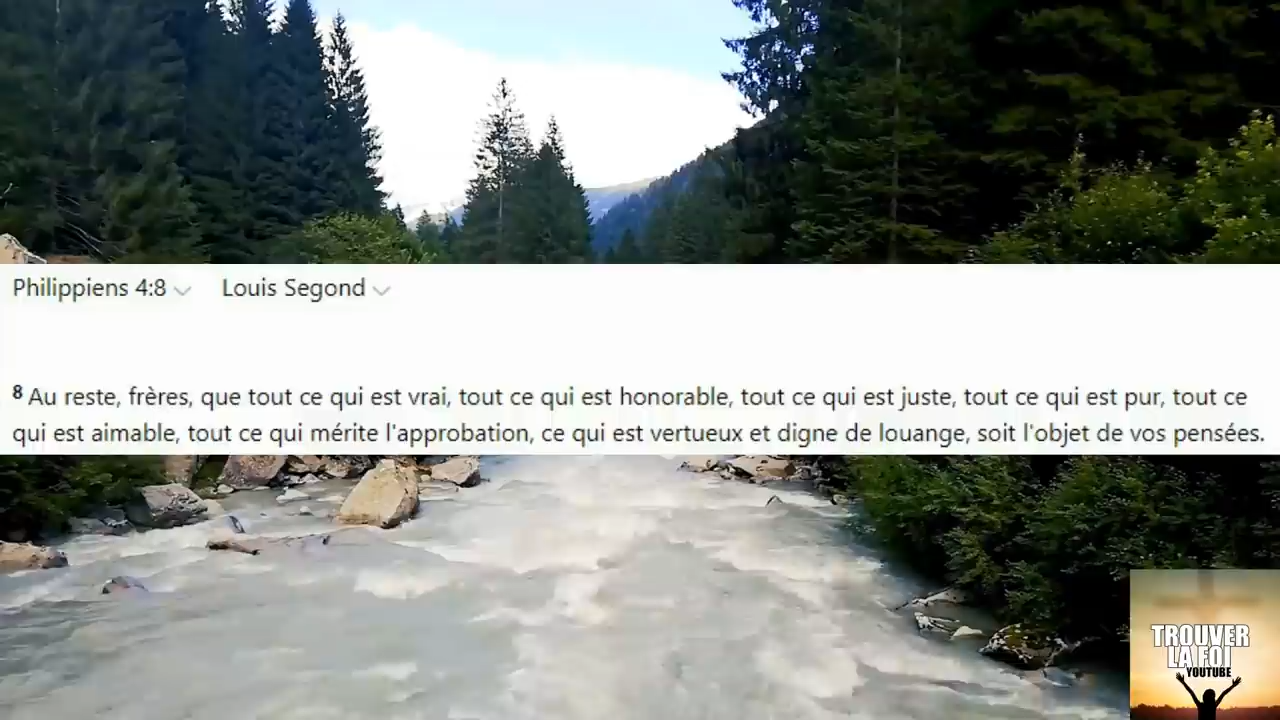 Philippiens 4:8 Louis Segond
8 Au reste, frères, que tout ce qui est vrai, tout ce qui est honorable, tout ce qui est juste, tout ce qui est pur, tout ce
qui est aimable, tout ce qui mérite l'approbation, ce qui est vertueux et digne de louange, soit l'objet de vos pensées.
TROUVER
LA FOI
YOUTUBE